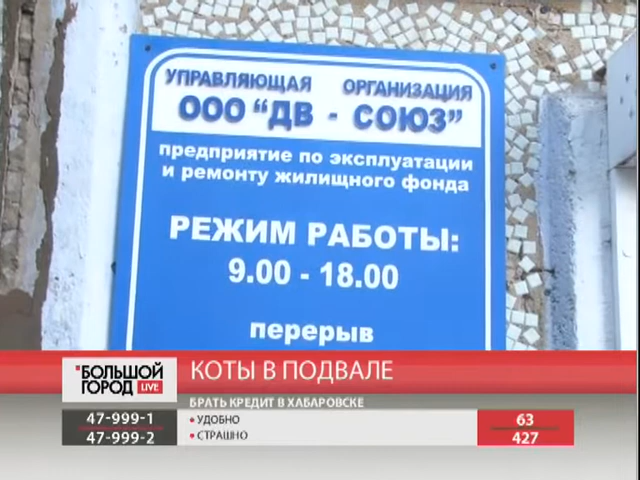 УПРАВЛЯЮЩАЯ ОРГАНИЗАЦИЯ
ООО "ДВ - СОЮЗ"
предприятие по эксплуатации
и ремонту жилищного фонда
РЕЖИМ РАБОТЫ:
9.00 - 18.00
перерыв
БОЛЬШОЙ
ГОРОД LIVE
КОТЫ В ПОДВАЛЕ
БРАТЬ КРЕДИТ В ХАБАРОВСКЕ
47-999-1 • УДОБНО 63
47-999-2 • СТРАШНО 427